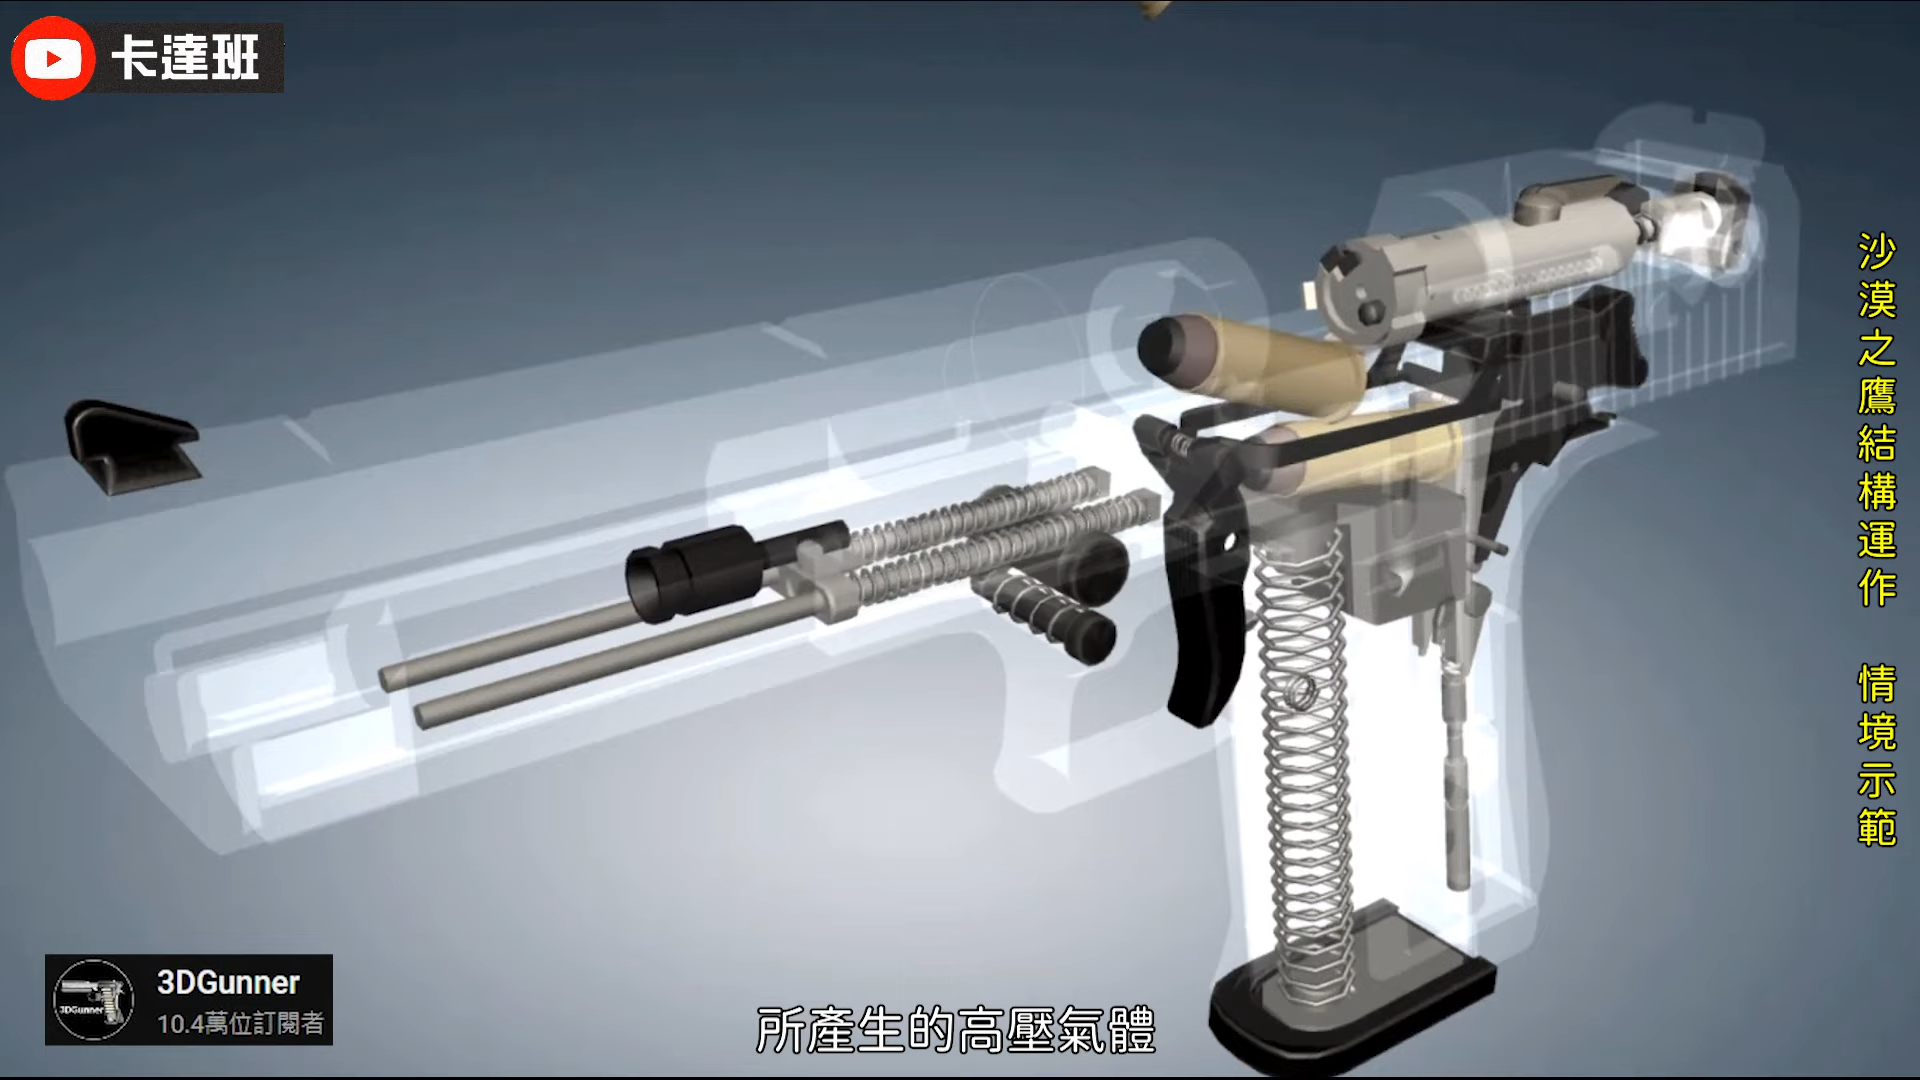 卡達班
沙漠之鷹結構運作 情境示範
3DGunner
3DGunner
10.4萬位訂閱者
所產生的高壓氣體